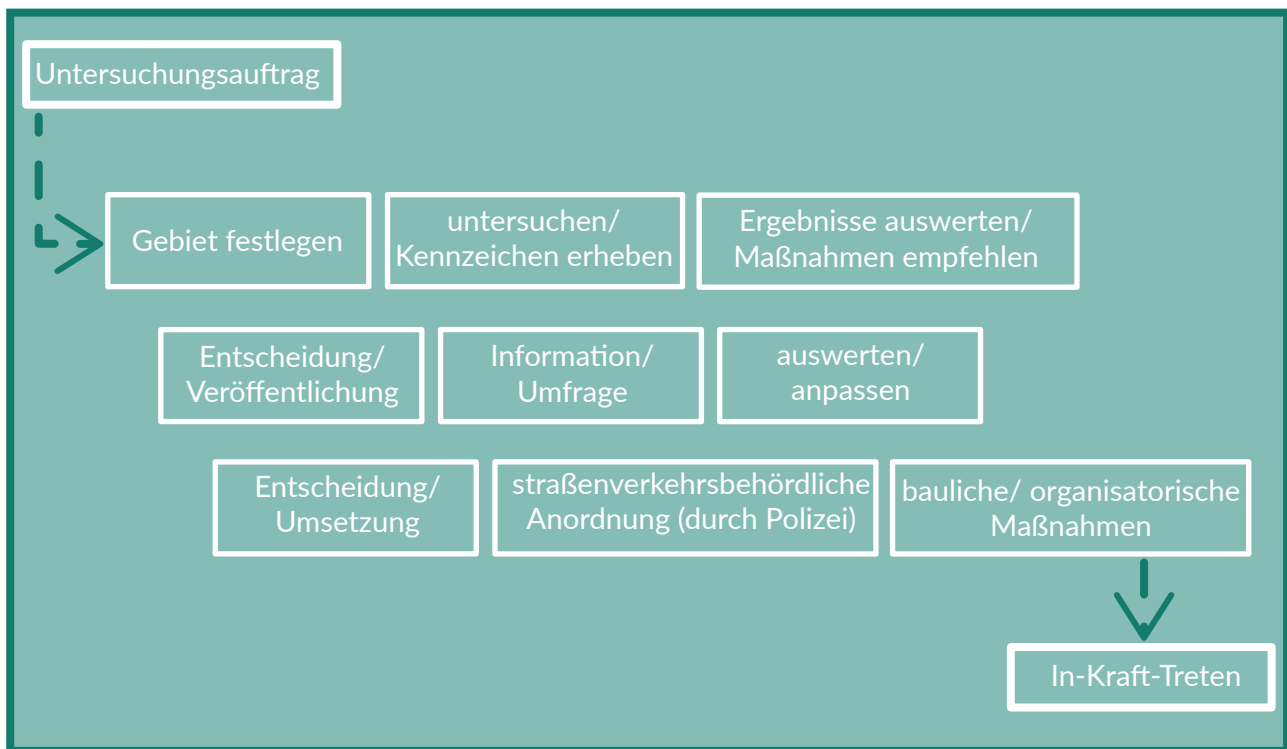 Untersuchungsauftrag
Gebiet festlegen
untersuchen/
Kennzeichen erheben
Ergebnisse auswerten/
Maßnahmen empfehlen
Entscheidung/
Veröffentlichung
Information/
Umfrage
auswerten/
anpassen
Entscheidung/
Umsetzung
straßenverkehrsbehördliche
Anordnung (durch Polizei)
bauliche/ organisatorische
Maßnahmen
In-Kraft-Treten